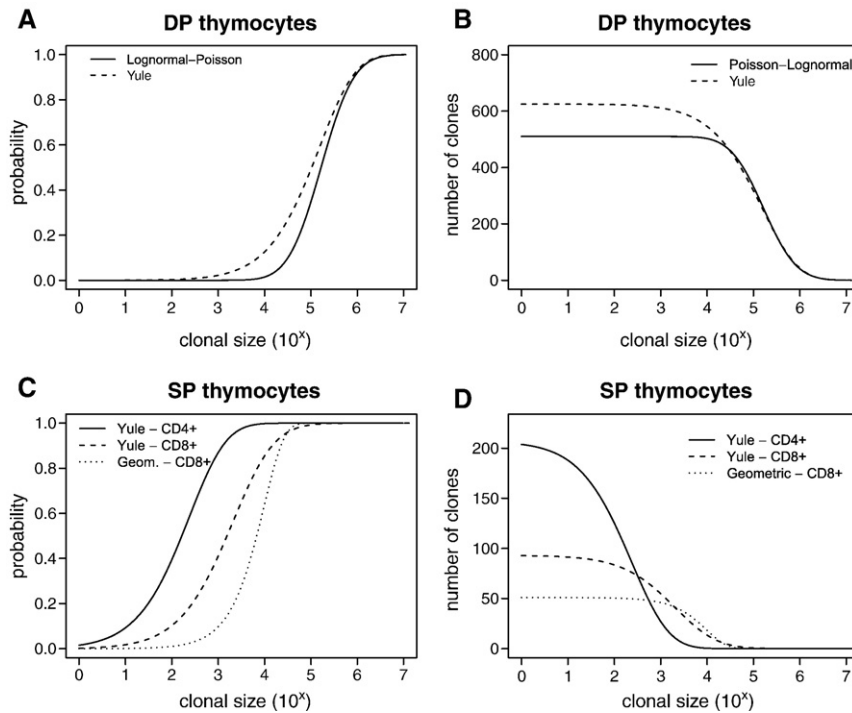 A
DP thymocytes
Lognormal–Poisson
Yule
probability
1.0
0.8
0.6
0.4
0.2
0.0
0 1 2 3 4 5 6 7
clonal size (10ˣ)
B
DP thymocytes
Poisson–Lognormal
Yule
number of clones
800
600
400
200
0
0 1 2 3 4 5 6 7
clonal size (10ˣ)
C
SP thymocytes
Yule – CD4+
Yule – CD8+
Geom. – CD8+
probability
1.0
0.8
0.6
0.4
0.2
0.0
0 1 2 3 4 5 6 7
clonal size (10ˣ)
D
SP thymocytes
Yule – CD4+
Yule – CD8+
Geometric – CD8+
number of clones
200
150
100
50
0
0 1 2 3 4 5 6 7
clonal size (10ˣ)